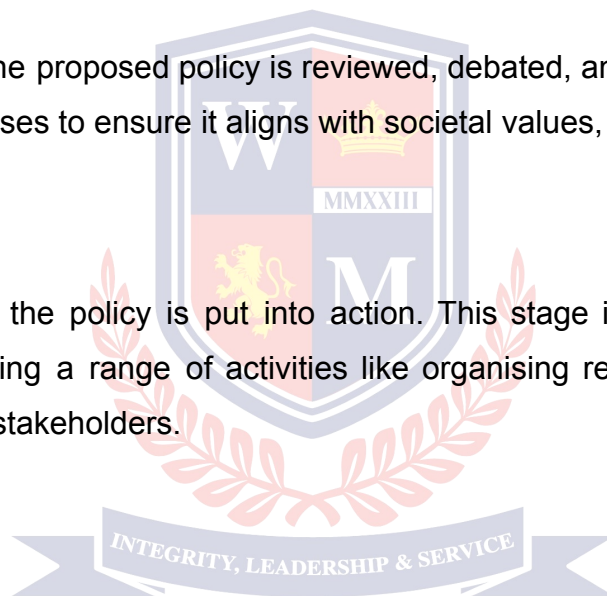 ne proposed policy is reviewed, debated, an
ses to ensure it aligns with societal values,
W
MMXXIII
M
the policy is put into action. This stage i
ing a range of activities like organising re
stakeholders.
INTEGRITY, LEADERSHIP & SERVICE